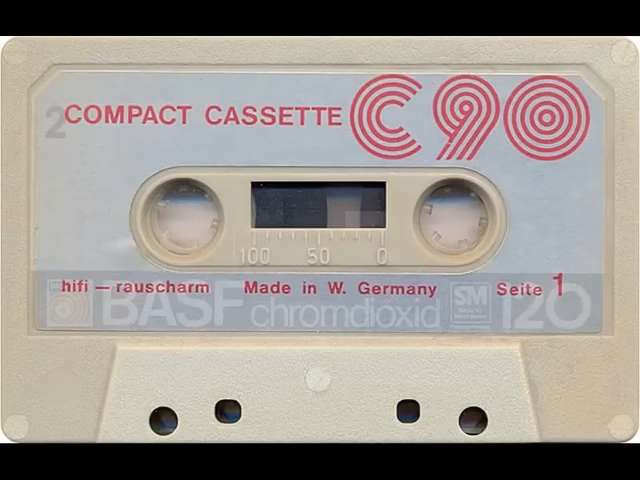 2 COMPACT CASSETTE C90
100 50 0
hifi — rauscharm Made in W. Germany Seite 1
BASF chromdioxid SM 120